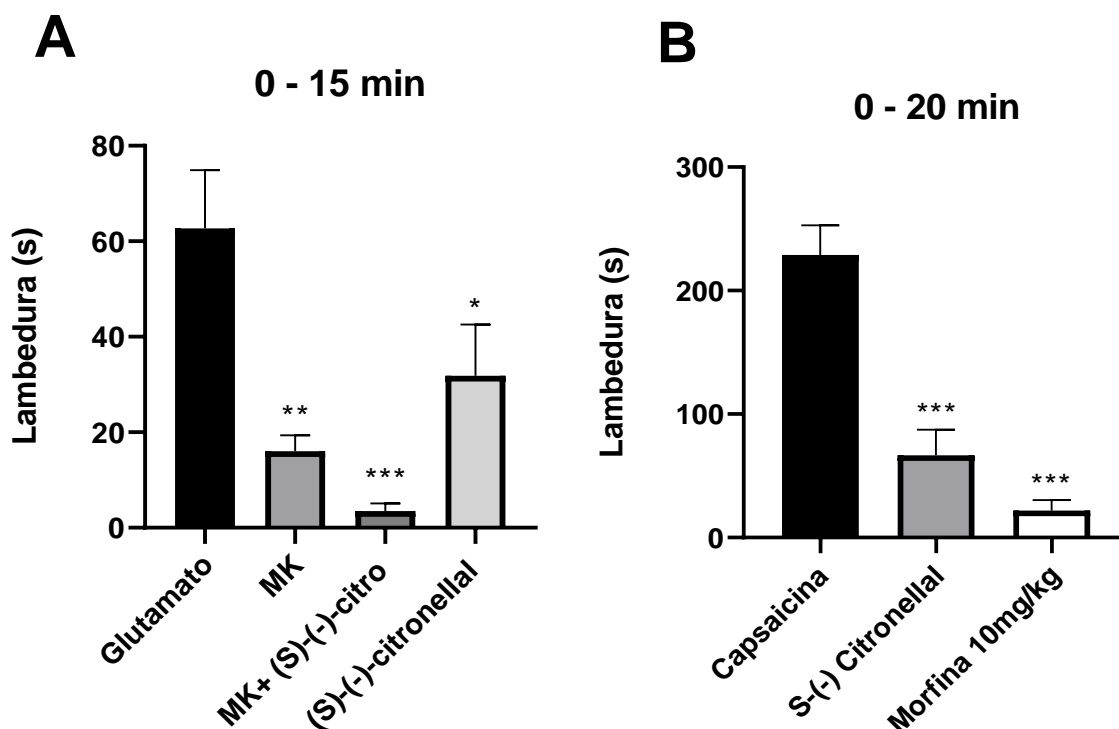 A
0 - 15 min
Lambedura (s)
80
60
40
20
0
**
***
*
Glutamato
MK
MK+ (S)-(-)-citro
(S)-(-)-citronellal
B
0 - 20 min
Lambedura (s)
300
200
100
0
***
***
Capsaicina
S-(-) Citronellal
Morfina 10mg/kg